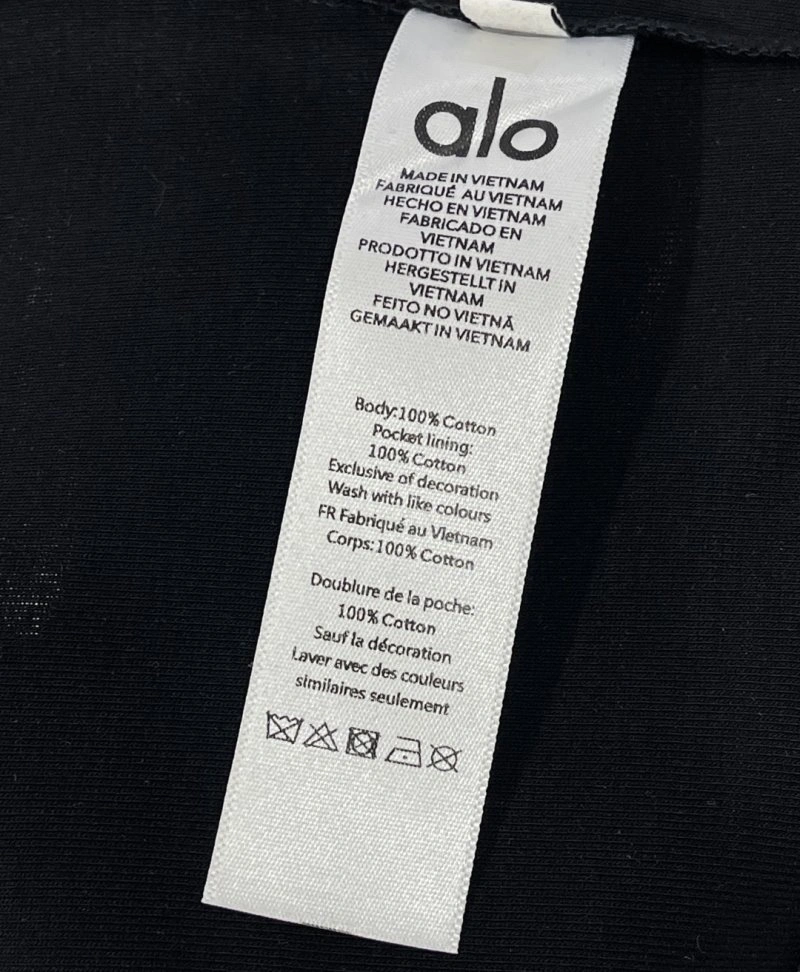 alo
MADE IN VIETNAM
FABRIQUÉ AU VIETNAM
HECHO EN VIETNAM
FABRICADO EN
VIETNAM
PRODOTTO IN VIETNAM
HERGESTELLT IN
VIETNAM
FEITO NO VIETNÃ
GEMAAKT IN VIETNAM
Body:100% Cotton
Pocket lining:
100% Cotton
Exclusive of decoration
Wash with like colours
FR Fabriqué au Vietnam
Corps:100% Cotton
Doublure de la poche:
100% Cotton
Sauf la décoration
Laver avec des couleurs
similaires seulement